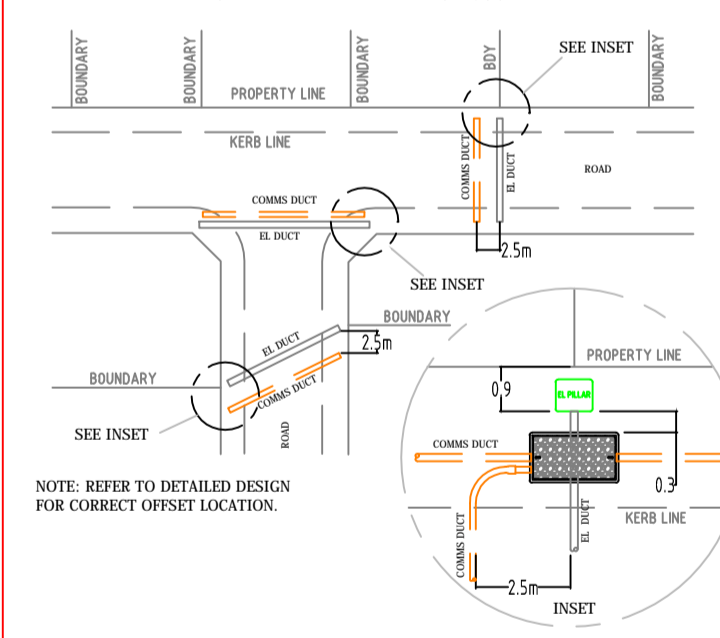 BOUNDARY
BOUNDARY
BOUNDARY
BDY
BOUNDARY
SEE INSET
PROPERTY LINE
KERB LINE
COMMS DUCT
EL DUCT
COMMS DUCT
EL DUCT
ROAD
2.5m
SEE INSET
BOUNDARY
EL DUCT
2.5m
COMMS DUCT
BOUNDARY
SEE INSET
ROAD
NOTE: REFER TO DETAILED DESIGN
FOR CORRECT OFFSET LOCATION.
PROPERTY LINE
0.9
EL PILLAR
COMMS DUCT
0.3
KERB LINE
EL DUCT
COMMS DUCT
2.5m
INSET